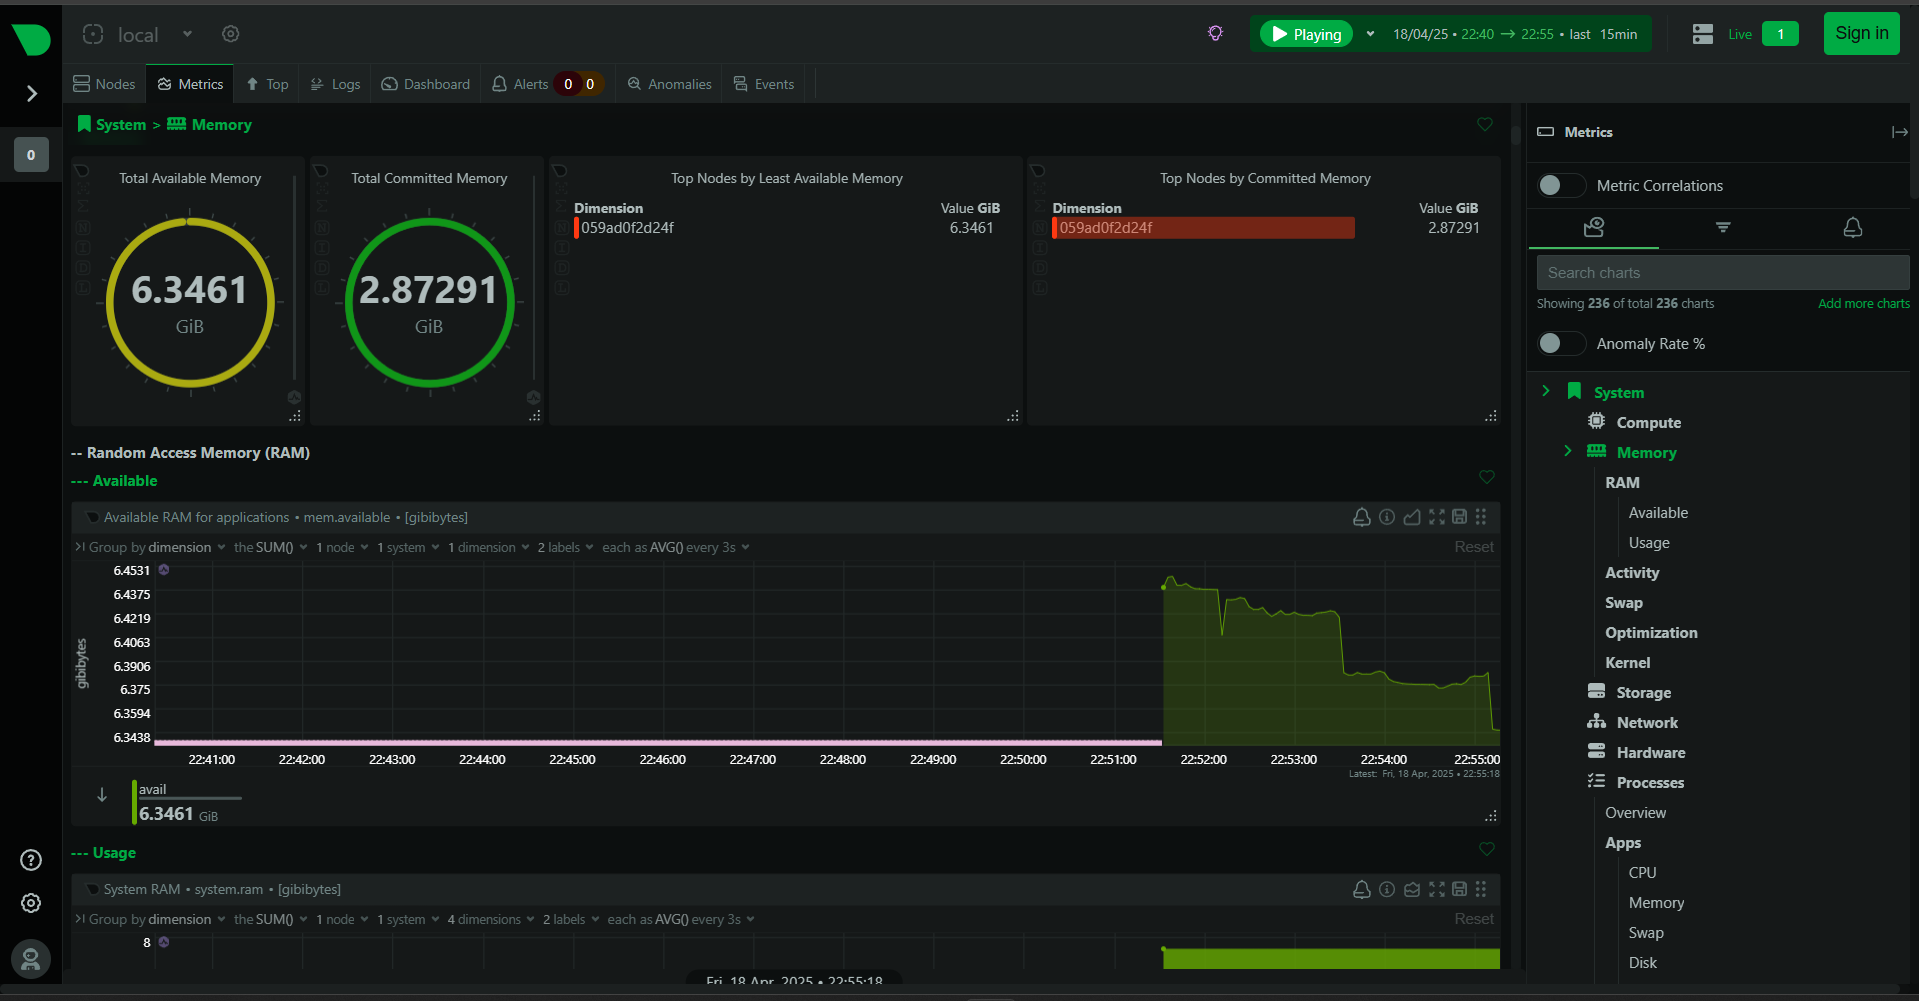 local
Playing 18/04/25 • 22:40 → 22:55 • last 15min
Live 1
Sign in
Nodes Metrics Top Logs Dashboard Alerts 0 0 Anomalies Events
0
System > Memory
Total Available Memory
6.3461
GiB
Total Committed Memory
2.87291
GiB
Top Nodes by Least Available Memory
Dimension Value GiB
059ad0f2d24f 6.3461
Top Nodes by Committed Memory
Dimension Value GiB
059ad0f2d24f 2.87291
-- Random Access Memory (RAM)
--- Available
Available RAM for applications • mem.available • [gibibytes]
Group by dimension the SUM() 1 node 1 system 1 dimension 2 labels each as AVG() every 3s Reset
gibibytes
6.4531
6.4375
6.4219
6.4063
6.3906
6.375
6.3594
6.3438
22:41:00 22:42:00 22:43:00 22:44:00 22:45:00 22:46:00 22:47:00 22:48:00 22:49:00 22:50:00 22:51:00 22:52:00 22:53:00 22:54:00 22:55:00
Latest: Fri, 18 Apr, 2025 • 22:55:18
avail
6.3461 GiB
--- Usage
System RAM • system.ram • [gibibytes]
Group by dimension the SUM() 1 node 1 system 4 dimensions 2 labels each as AVG() every 3s Reset
8
Fri, 18 Apr, 2025 • 22:55:18
Metrics
Metric Correlations
Search charts
Showing 236 of total 236 charts Add more charts
Anomaly Rate %
System
Compute
Memory
RAM
Available
Usage
Activity
Swap
Optimization
Kernel
Storage
Network
Hardware
Processes
Overview
Apps
CPU
Memory
Swap
Disk